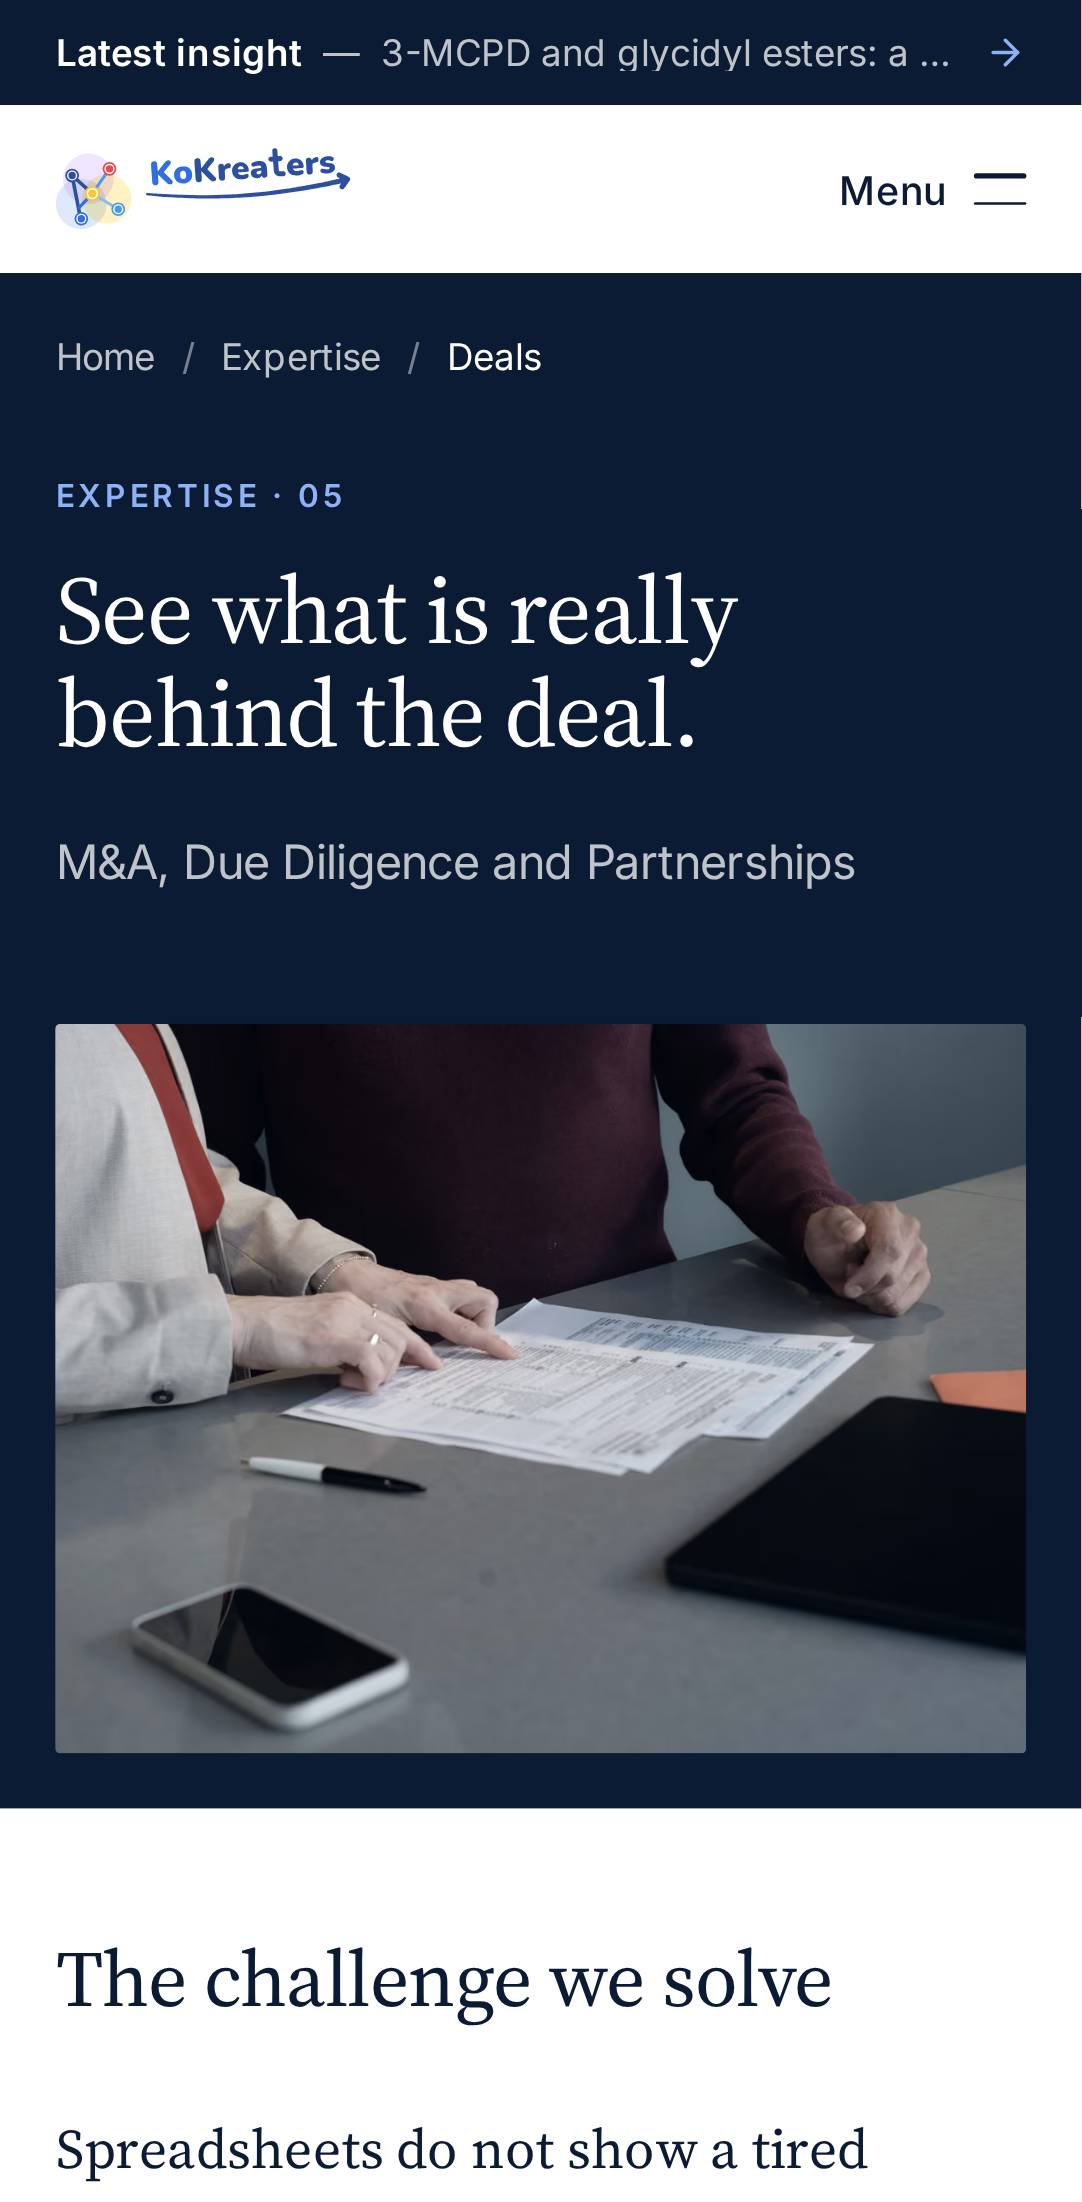 Latest insight — 3-MCPD and glycidyl esters: a ...
KoKreaters
Menu
Home / Expertise / Deals
EXPERTISE · 05
See what is really
behind the deal.
M&A, Due Diligence and Partnerships
The challenge we solve
Spreadsheets do not show a tired